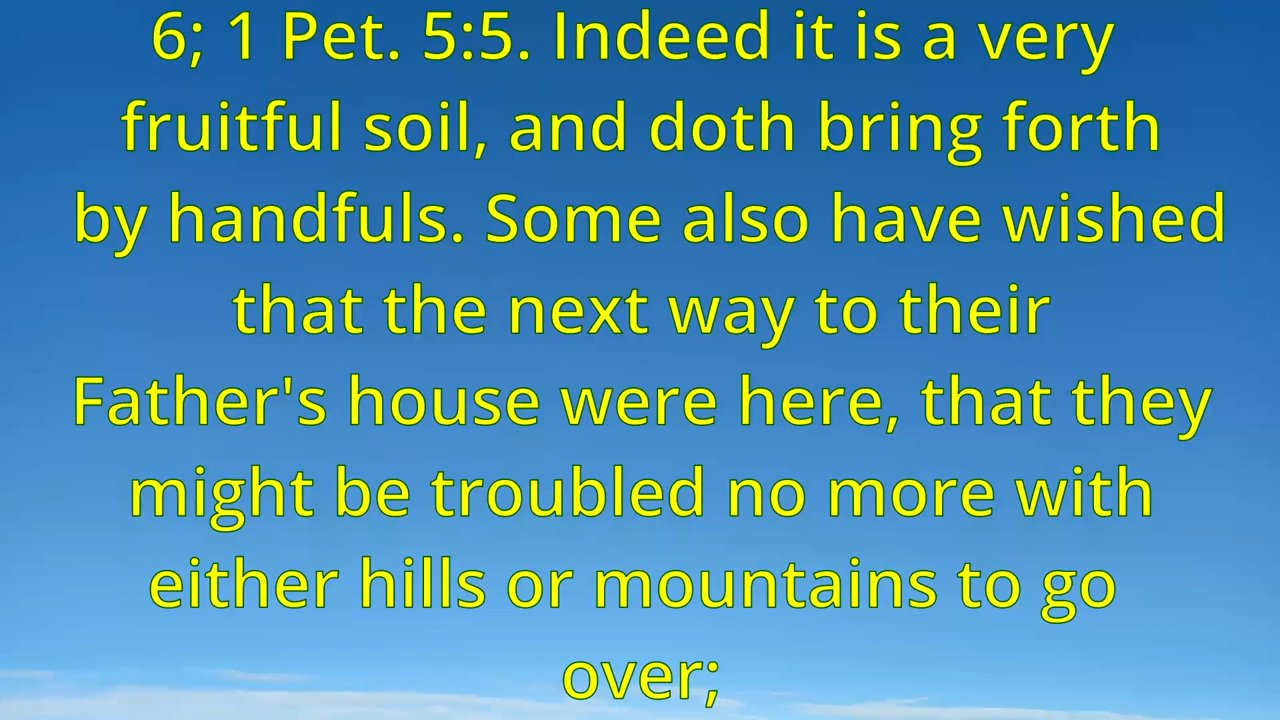 6; 1 Pet. 5:5. Indeed it is a very
fruitful soil, and doth bring forth
by handfuls. Some also have wished
that the next way to their
Father's house were here, that they
might be troubled no more with
either hills or mountains to go
over;